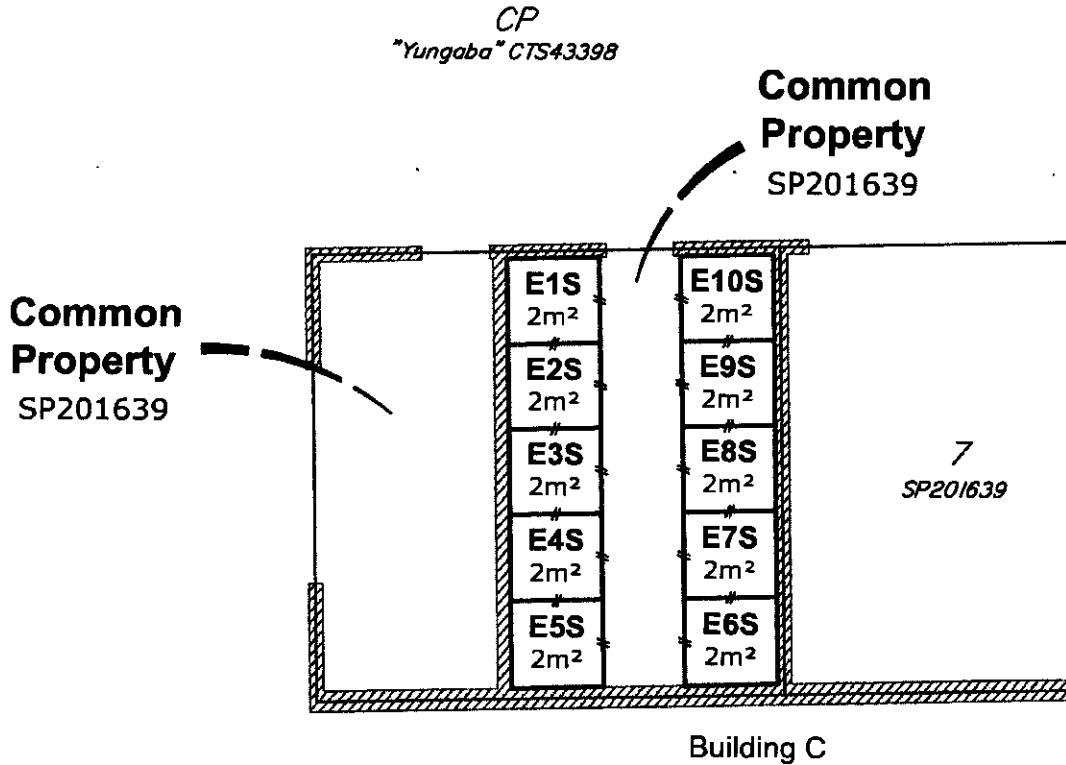 CP
"Yungaba" CTS43398
Common
Property
SP201639
Common
Property
SP201639
E1S
2m²
E2S
2m²
E3S
2m²
E4S
2m²
E5S
2m²
E10S
2m²
E9S
2m²
E8S
2m²
E7S
2m²
E6S
2m²
7
SP201639
Building C